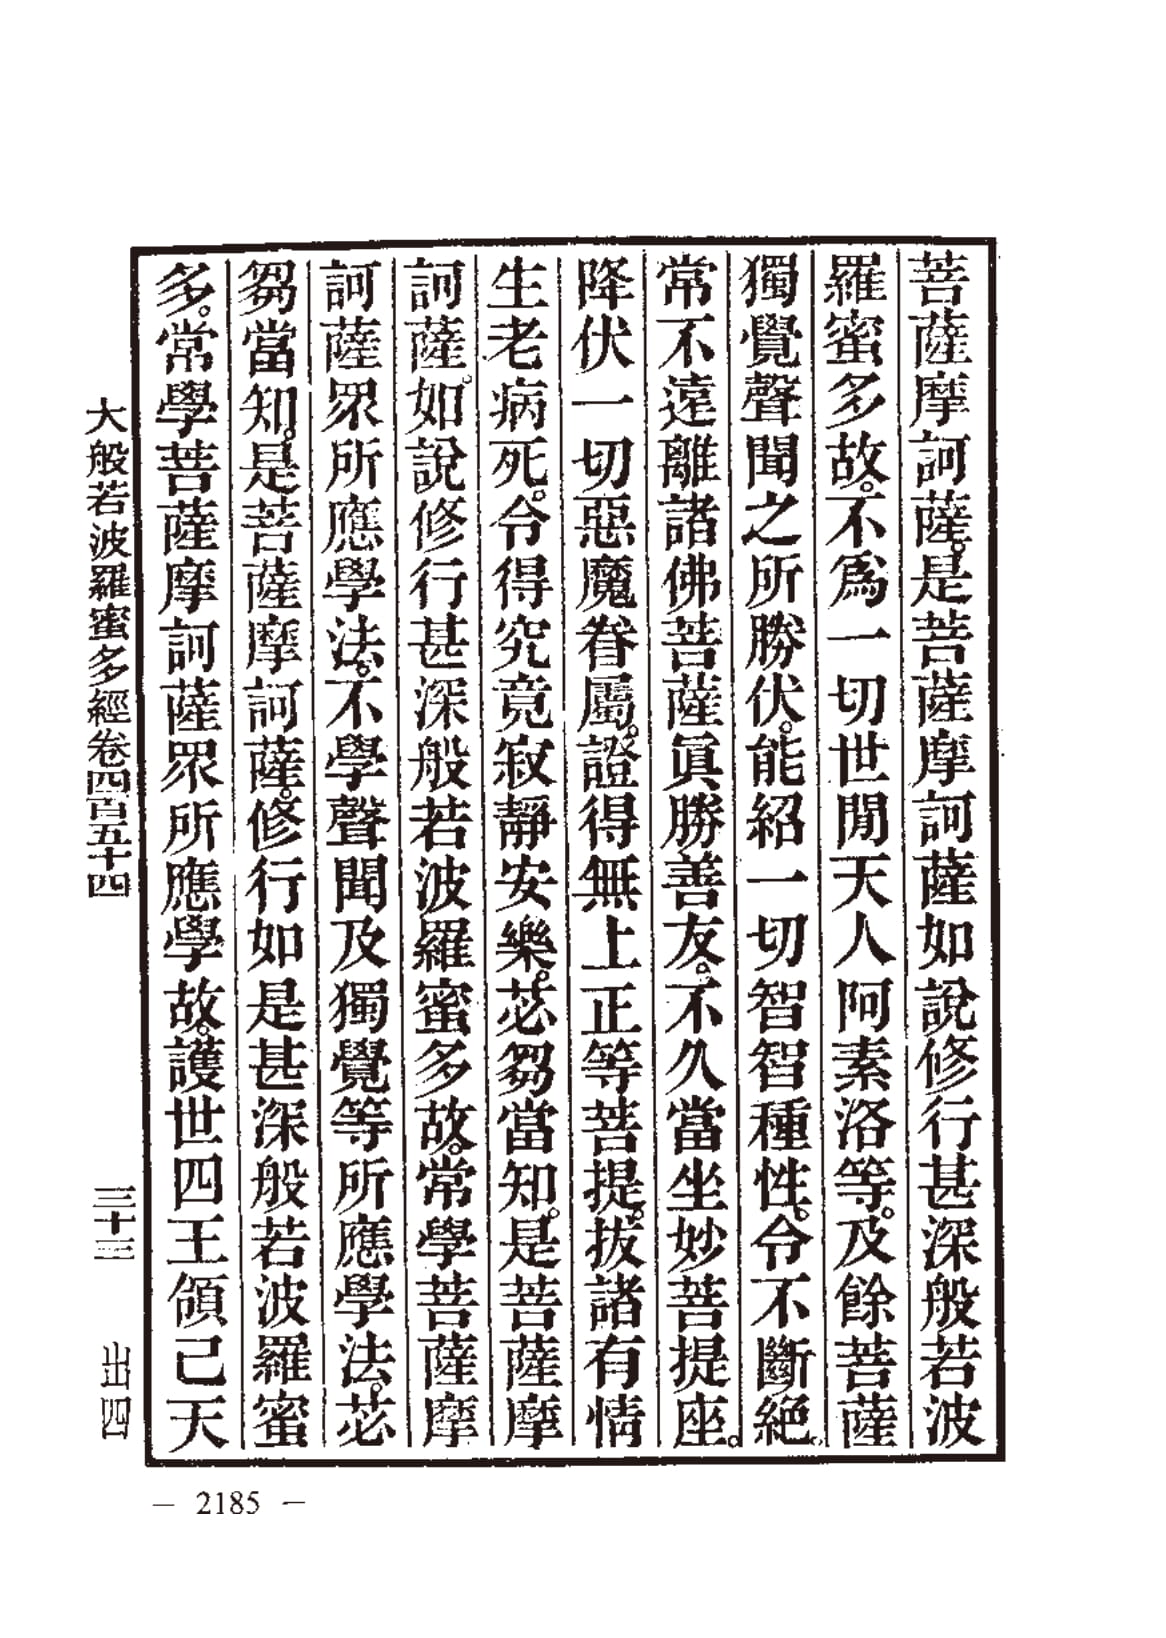 菩薩摩訶薩。是菩薩摩訶薩如說修行甚深般若波
羅蜜多故。不爲一切世閒天人阿素洛等。及餘菩薩
獨覺聲聞之所勝伏。能紹一切智智種性。令不斷絕。
常不遠離諸佛菩薩眞勝善友。不久當坐妙菩提座。
降伏一切惡魔眷屬。證得無上正等菩提。拔諸有情
生老病死。令得究竟寂靜安樂。苾芻當知。是菩薩摩
訶薩。如說修行甚深般若波羅蜜多故。常學菩薩摩
訶薩眾所應學法。不學聲聞及獨覺等所應學法。苾
芻當知。是菩薩摩訶薩。修行如是甚深般若波羅蜜
多。常學菩薩摩訶薩眾所應學故。護世四王領己天
大般若波羅蜜多經卷四百五十四 三十三 出四
— 2185 —